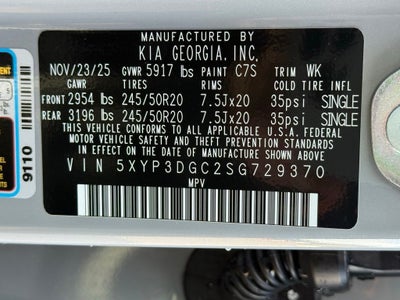 MANUFACTURED BY
KIA GEORGIA, INC.
NOV/23/25 GVWR 5917 lbs PAINT C7S TRIM WK
GAWR TIRES RIMS COLD TIRE INFL
FRONT 2954 lbs 245/50R20 7.5Jx20 35psi SINGLE
REAR 3196 lbs 245/50R20 7.5Jx20 35psi SINGLE
THIS VEHICLE CONFORMS TO ALL APPLICABLE U.S.A. FEDERAL
MOTOR VEHICLE SAFETY AND THEFT PREVENTION STANDARDS
IN EFFECT ON THE DATE OF MANUFACTURE SHOWN ABOVE.
VIN 5XYP3DGC2SG729370
MPV
9110